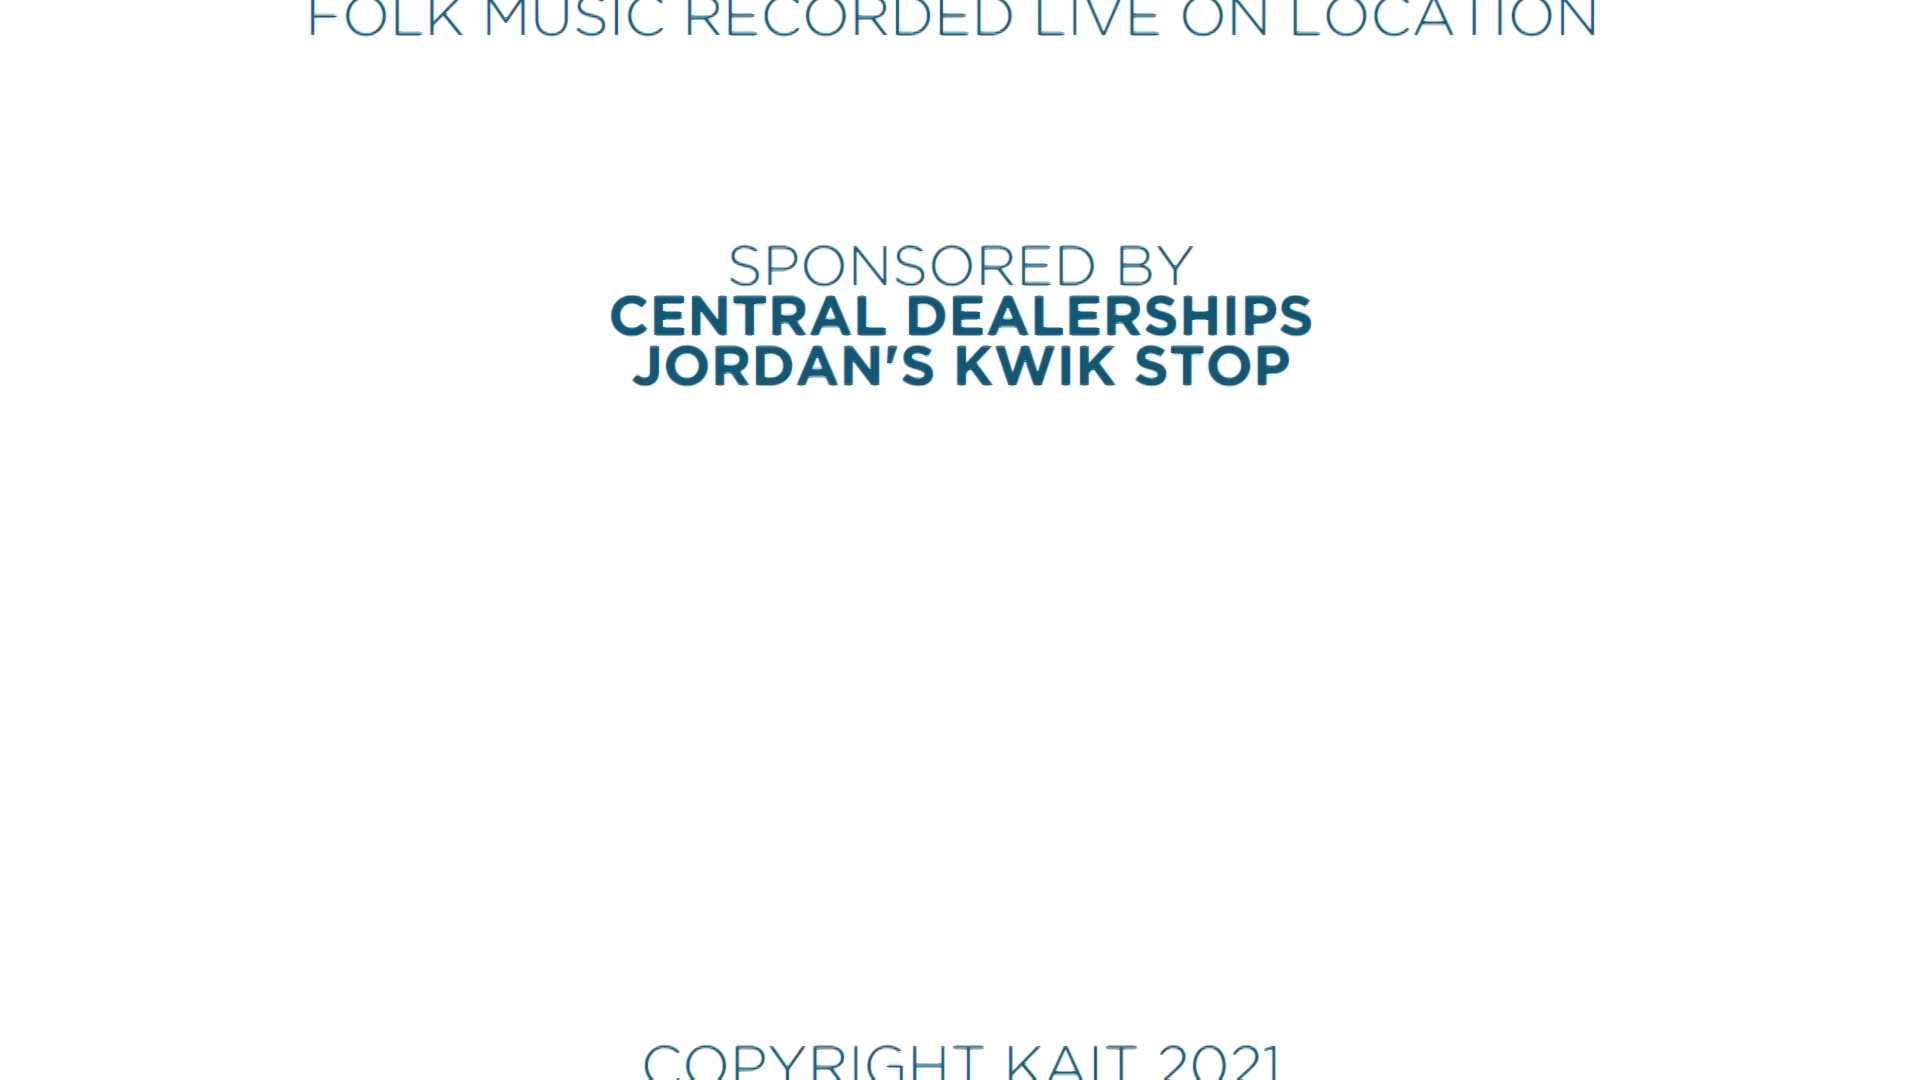 FOLK MUSIC RECORDED LIVE ON LOCATION
SPONSORED BY
CENTRAL DEALERSHIPS
JORDAN'S KWIK STOP
COPYRIGHT KAIT 2021